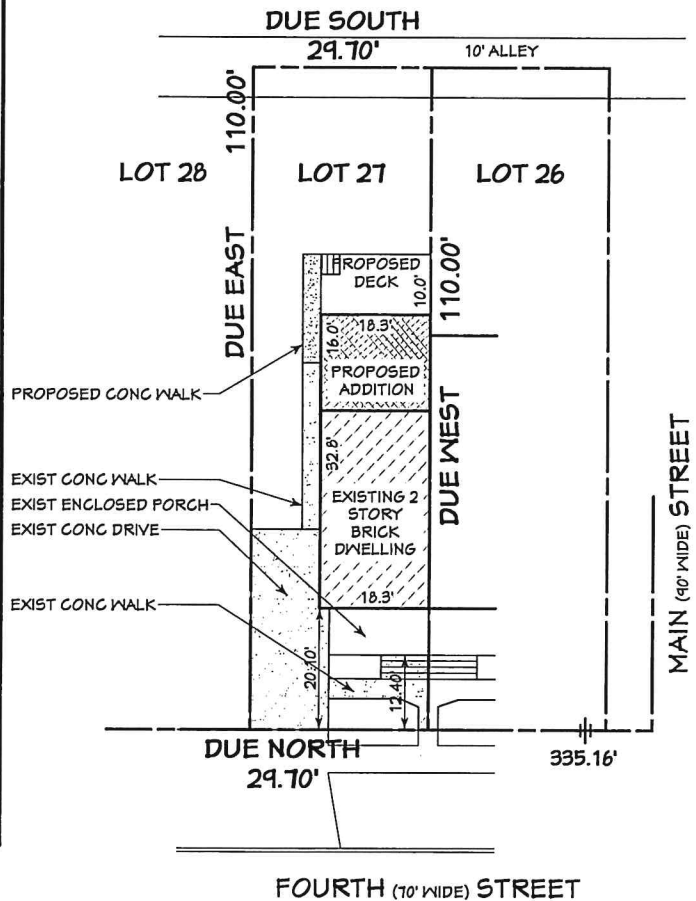 DUE SOUTH
29.70'
10' ALLEY
110.00'
LOT 28
LOT 27
LOT 26
DUE EAST
PROPOSED
DECK
10.0'
110.00'
18.3'
16.0'
PROPOSED
ADDITION
PROPOSED CONC WALK
32.8'
DUE WEST
EXIST CONC WALK
EXIST ENCLOSED PORCH
EXIST CONC DRIVE
EXISTING 2
STORY
BRICK
DWELLING
18.3'
EXIST CONC WALK
20.10'
12.40'
MAIN (90' WIDE) STREET
DUE NORTH
29.70'
335.16'
FOURTH (70' WIDE) STREET